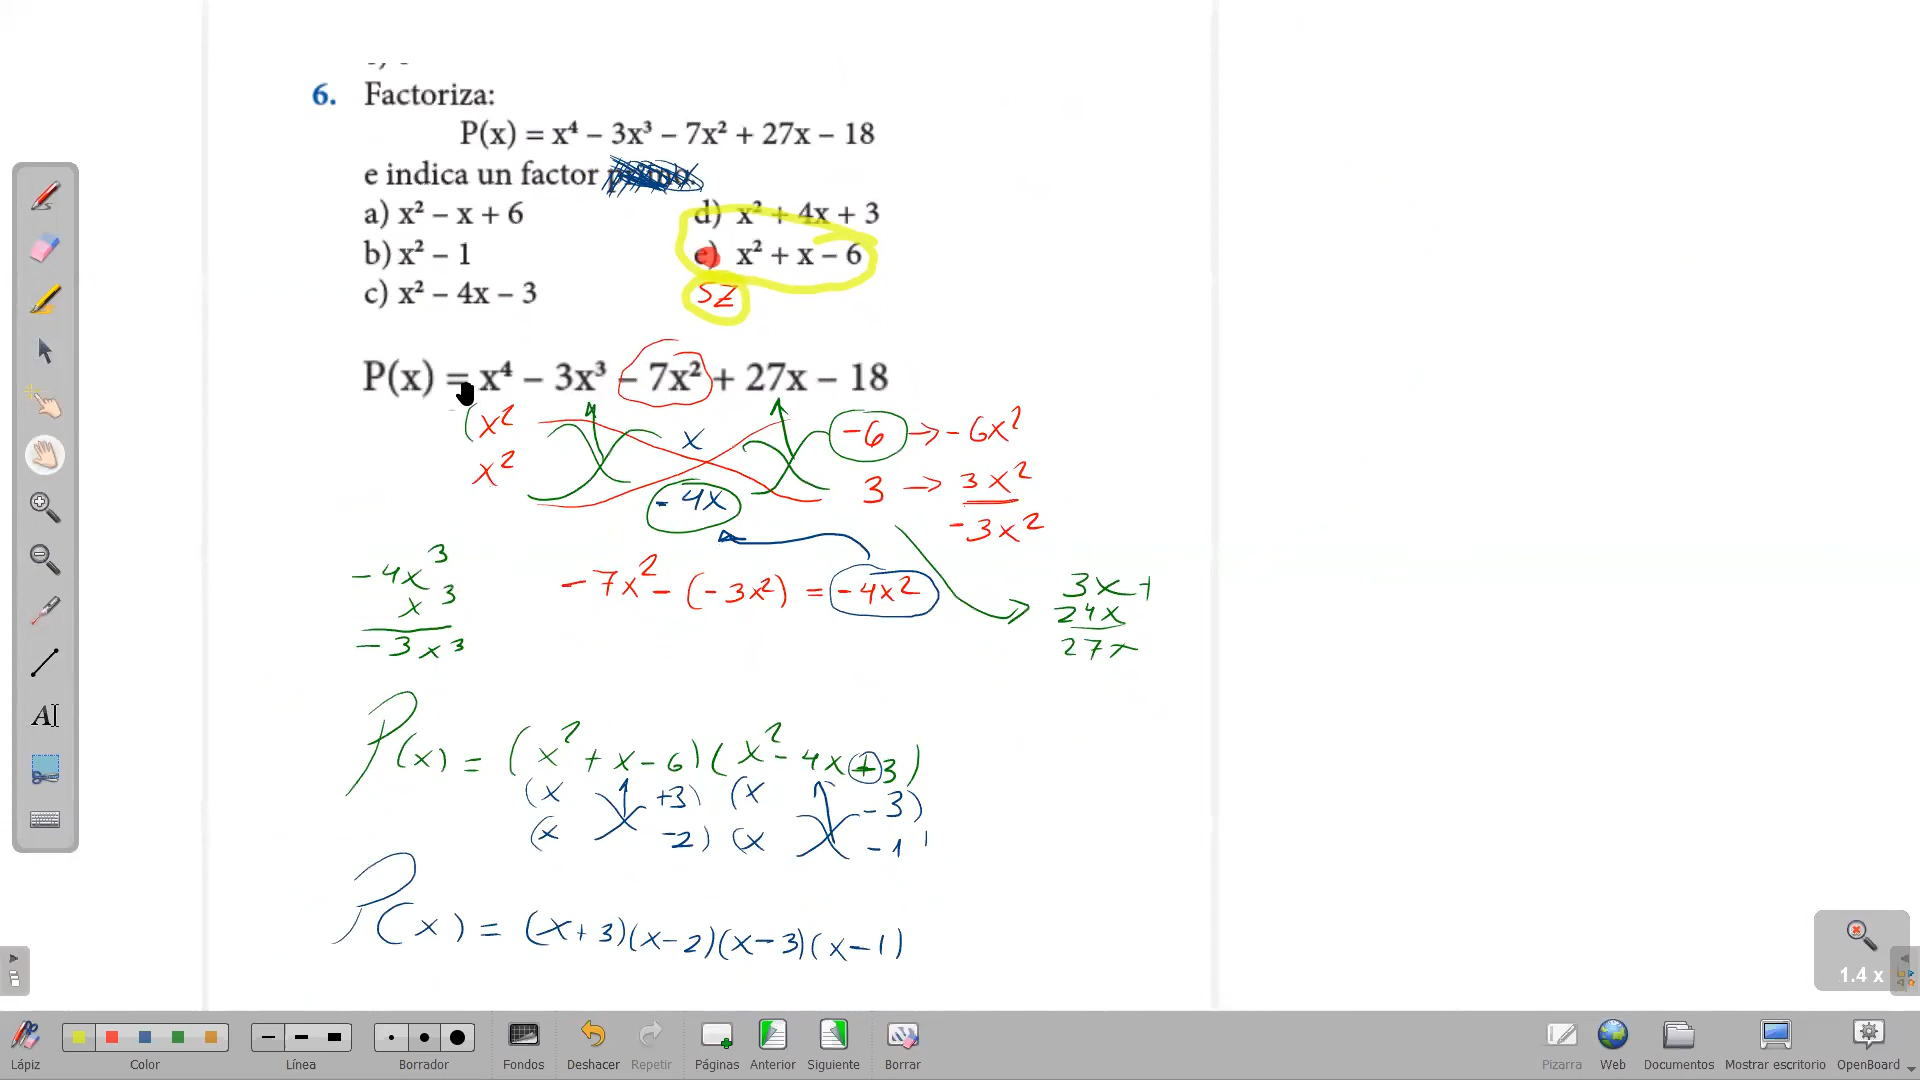 6. Factoriza:
P(x) = x⁴ – 3x³ – 7x² + 27x – 18
e indica un factor
a) x² – x + 6
d) x² + 4x + 3
b) x² – 1
e) x² + x – 6
c) x² – 4x – 3
SZ
P(x) = x⁴ – 3x³ – 7x² + 27x – 18
(x² x -6 → -6x²
x² -4x 3 → 3x²
-3x²
-4x³
x³
-3x³
-7x² - (-3x²) = -4x²
3x +
24x
27x
P(x) = (x² + x - 6)(x² - 4x + 3)
(x +3) (x -3)
(x -2) (x -1
P(x) = (x+3)(x-2)(x-3)(x-1)
1.4 x
Lápiz Color Línea Borrador Fondos Deshacer Repetir Páginas Anterior Siguiente Borrar Pizarra Web Documentos Mostrar escritorio OpenBoard